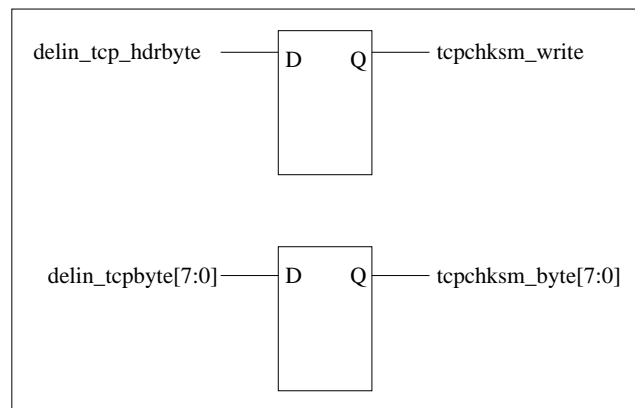 delin_tcp_hdrbyte D Q tcpchksm_write
delin_tcpbyte[7:0] D Q tcpchksm_byte[7:0]